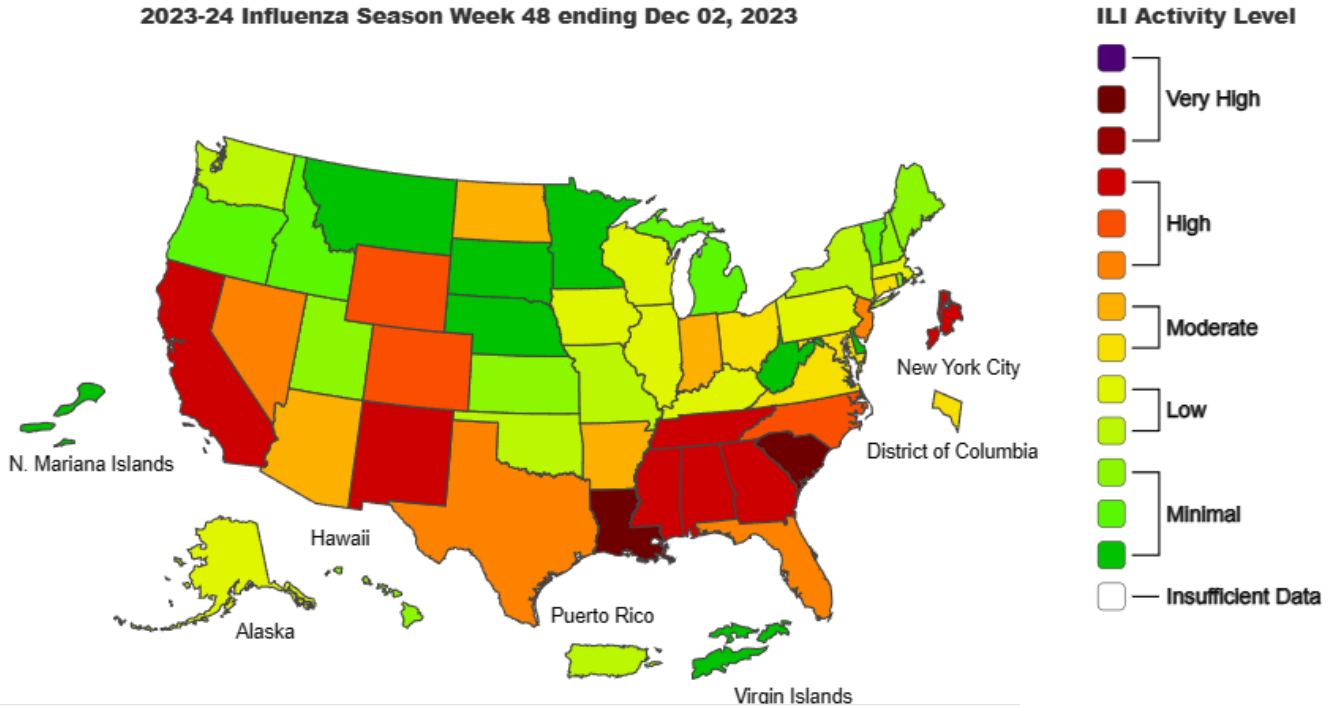 2023-24 Influenza Season Week 48 ending Dec 02, 2023
ILI Activity Level
Very High
High
Moderate
Low
Minimal
Insufficient Data
New York City
District of Columbia
N. Mariana Islands
Hawaii
Alaska
Puerto Rico
Virgin Islands